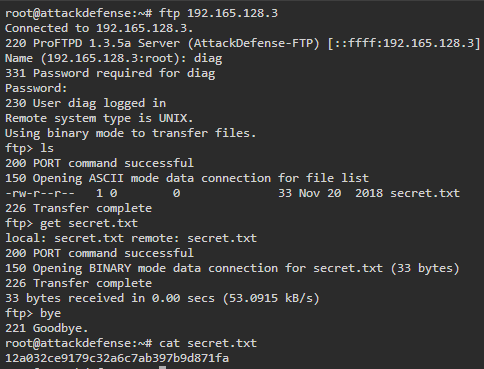 root@attackdefense:~# ftp 192.165.128.3
Connected to 192.165.128.3.
220 ProFTPD 1.3.5a Server (AttackDefense-FTP) [::ffff:192.165.128.3]
Name (192.165.128.3:root): diag
331 Password required for diag
Password:
230 User diag logged in
Remote system type is UNIX.
Using binary mode to transfer files.
ftp> ls
200 PORT command successful
150 Opening ASCII mode data connection for file list
-rw-r--r--   1 0        0              33 Nov 20  2018 secret.txt
226 Transfer complete
ftp> get secret.txt
local: secret.txt remote: secret.txt
200 PORT command successful
150 Opening BINARY mode data connection for secret.txt (33 bytes)
226 Transfer complete
33 bytes received in 0.00 secs (53.0915 kB/s)
ftp> bye
221 Goodbye.
root@attackdefense:~# cat secret.txt
12a032ce9179c32a6c7ab397b9d871fa